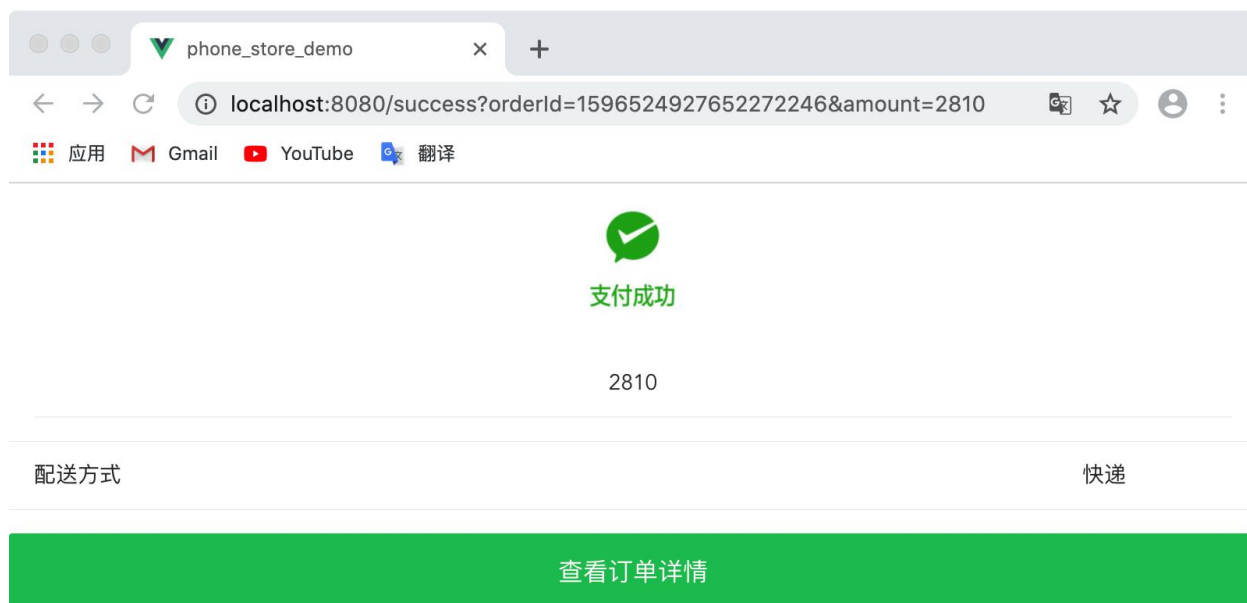 phone_store_demo
localhost:8080/success?orderId=1596524927652272246&amount=2810
应用 Gmail YouTube 翻译
支付成功
2810
配送方式 快递
查看订单详情